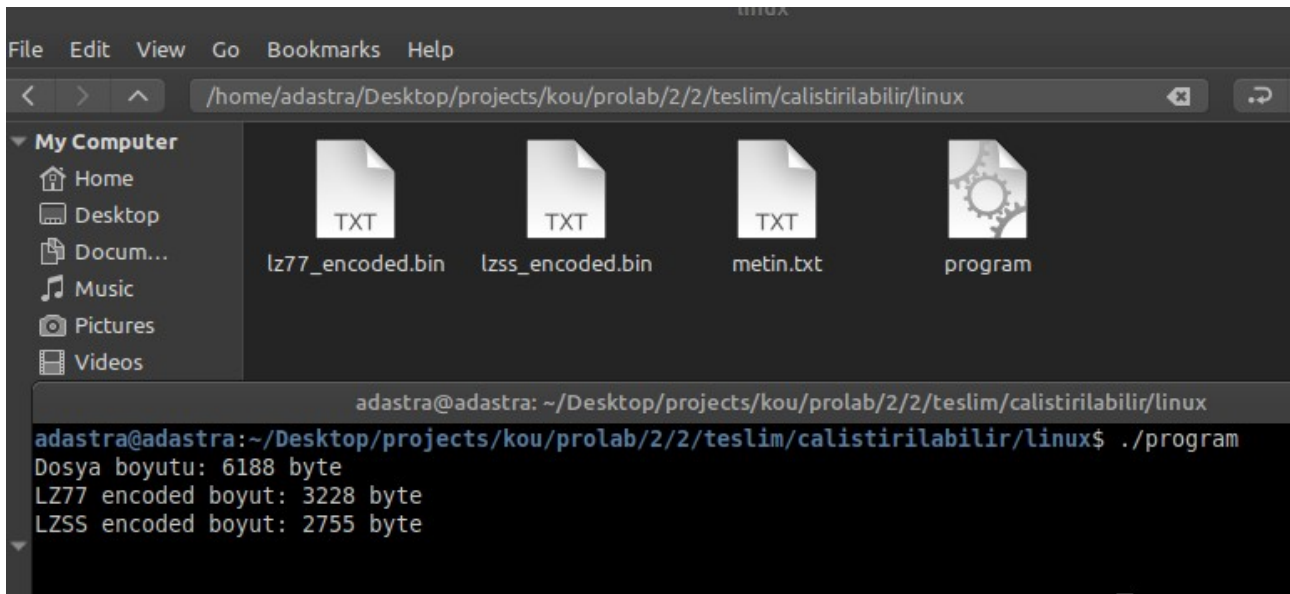 linux
File Edit View Go Bookmarks Help
/home/adastra/Desktop/projects/kou/prolab/2/2/teslim/calistirilabilir/linux
My Computer
Home
Desktop
Docum...
Music
Pictures
Videos
TXT TXT TXT
lz77_encoded.bin lzss_encoded.bin metin.txt program
adastra@adastra: ~/Desktop/projects/kou/prolab/2/2/teslim/calistirilabilir/linux
adastra@adastra:~/Desktop/projects/kou/prolab/2/2/teslim/calistirilabilir/linux$ ./program
Dosya boyutu: 6188 byte
LZ77 encoded boyut: 3228 byte
LZSS encoded boyut: 2755 byte